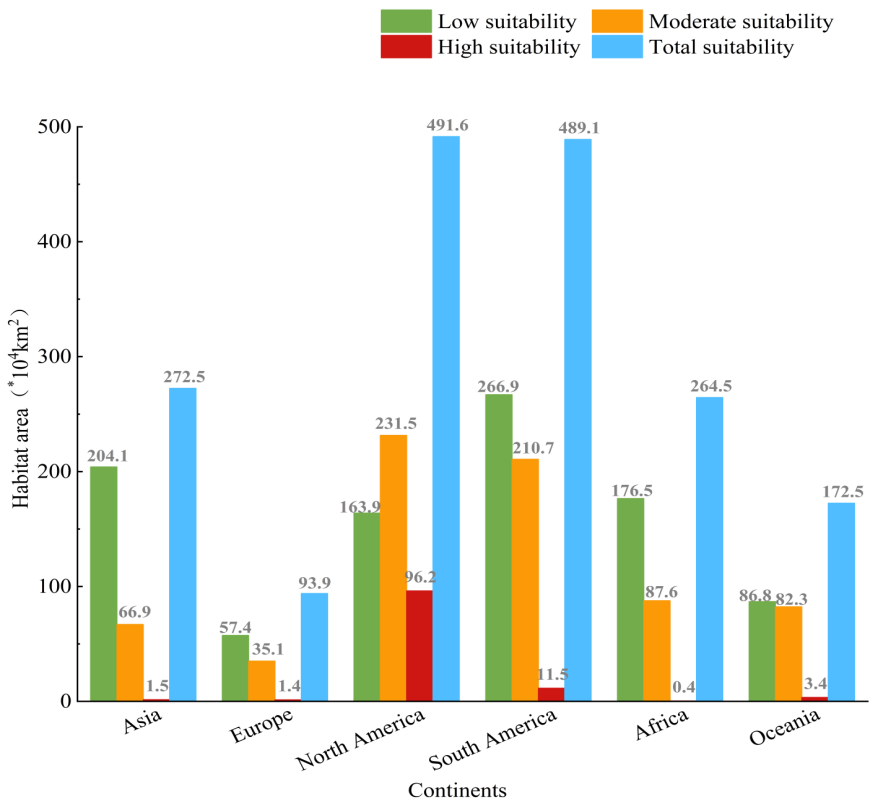 Low suitability Moderate suitability
High suitability Total suitability
500
400
300
200
100
0
Habitat area（*10⁴km²）
204.1 66.9 1.5 272.5
57.4 35.1 1.4 93.9
163.9 231.5 96.2 491.6
266.9 210.7 11.5 489.1
176.5 87.6 0.4 264.5
86.8 82.3 3.4 172.5
Asia Europe North America South America Africa Oceania
Continents